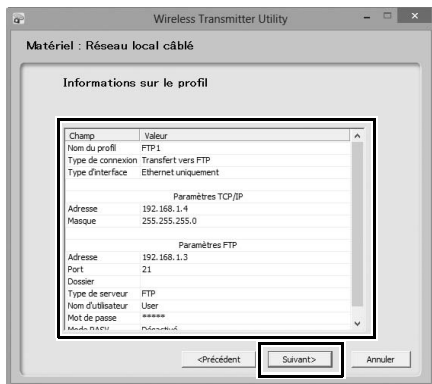 Wireless Transmitter Utility
Matériel : Réseau local câblé
Informations sur le profil
Champ Valeur
Nom du profil FTP1
Type de connexion Transfert vers FTP
Type d'interface Ethernet uniquement
Paramètres TCP/IP
Adresse 192.168.1.4
Masque 255.255.255.0
Paramètres FTP
Adresse 192.168.1.3
Port 21
Dossier
Type de serveur FTP
Nom d'utilisateur User
Mot de passe *****
Mode PASV Désactivé
<Précédent Suivant> Annuler